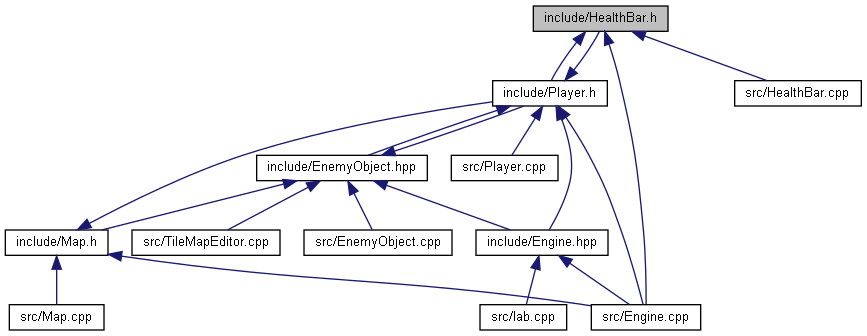 include/HealthBar.h
include/Player.h
src/HealthBar.cpp
include/EnemyObject.hpp
src/Player.cpp
include/Map.h
src/TileMapEditor.cpp
src/EnemyObject.cpp
include/Engine.hpp
src/Map.cpp
src/lab.cpp
src/Engine.cpp